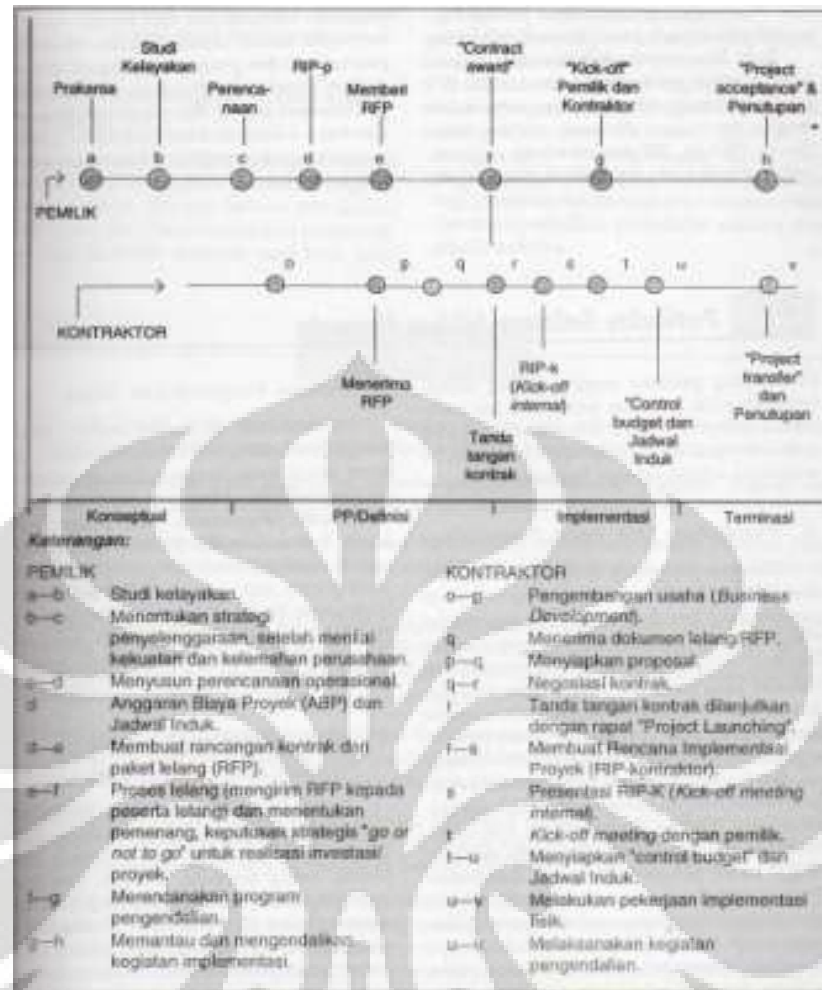 Studi
Kelayakan
RIP-p
"Contract
award"
"Kick-off"
Pemilik dan
Kontraktor
"Project
acceptance" &
Penutupan
Prakarsa
Perenca-
naan
Memberi
RFP
a b c d e f g h
PEMILIK
o p q r s t u v
KONTRAKTOR
Menerima
RFP
RIP-k
(Kick-off
internal)
Tanda
tangan
kontrak
"Control
budget dan
Jadwal
Induk
"Project
transfer"
dan
Penutupan
Konseptual PP/Definisi Implementasi Terminasi
Keterangan:
PEMILIK
a—b Studi kelayakan.
b—c Menentukan strategi
penyelenggaraan, setelah menilai
kekuatan dan kelemahan perusahaan.
c—d Menyusun perencanaan operasional.
d Anggaran Biaya Proyek (ABP) dan
Jadwal Induk.
d—e Membuat rancangan kontrak dan
paket lelang (RFP).
e—f Proses lelang (mengirim RFP kepada
peserta lelang) dan menentukan
pemenang, keputusan strategis "go or
not to go" untuk realisasi investasi/
proyek.
f—g Merencanakan program
pengendalian.
g—h Memantau dan mengendalikan
kegiatan implementasi.
KONTRAKTOR
o—p Pengembangan usaha (Business
Development).
q Menerima dokumen lelang/RFP.
p—q Menyiapkan proposal
q—r Negosiasi kontrak.
r Tanda tangan kontrak dilanjutkan
dengan rapat "Project Launching".
r—s Membuat Rencana Implementasi
Proyek (RIP-kontraktor).
s Presentasi RIP-K (Kick-off meeting
internal).
t Kick-off meeting dengan pemilik.
t—u Menyiapkan "control budget" dan
Jadwal Induk.
u—v Melakukan pekerjaan implementasi
fisik.
Melaksanakan kegiatan
pengendalian.